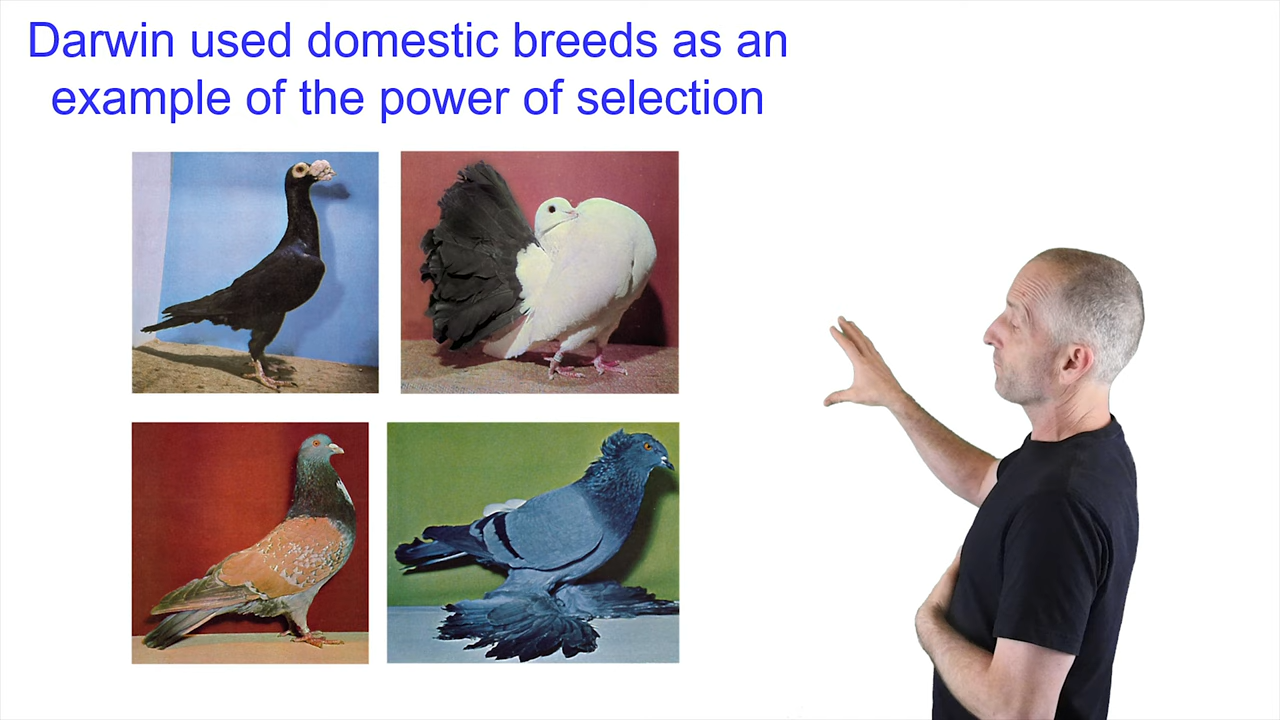 Darwin used domestic breeds as an
example of the power of selection